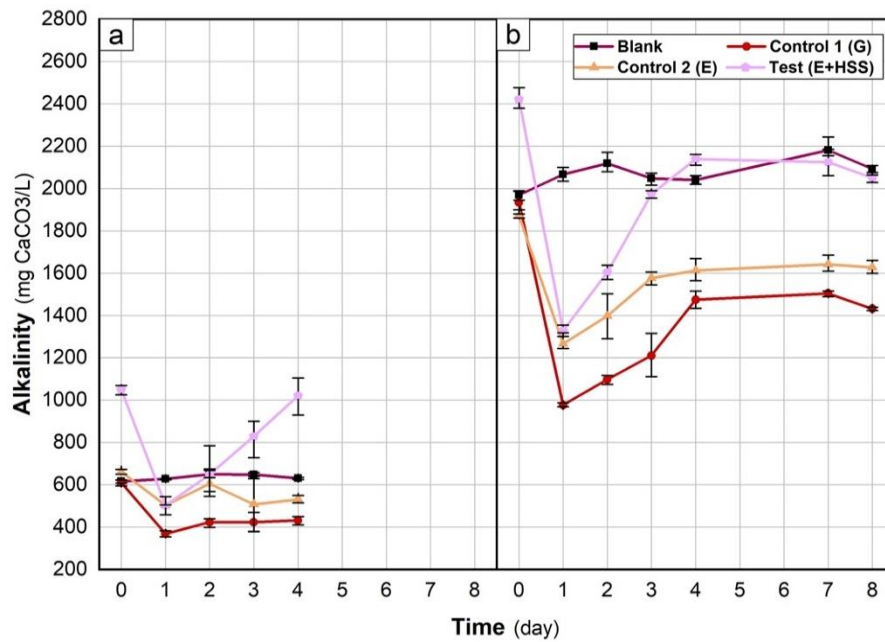 a
b
Blank
Control 1 (G)
Control 2 (E)
Test (E+HSS)
Alkalinity (mg CaCO3/L)
2800
2600
2400
2200
2000
1800
1600
1400
1200
1000
800
600
400
200
0 1 2 3 4 5 6 7 8
0 1 2 3 4 5 6 7 8
Time (day)